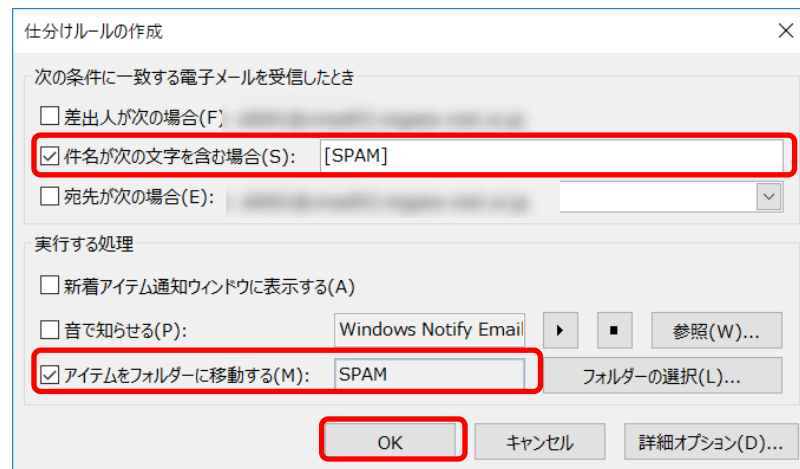 仕分けルールの作成
次の条件に一致する電子メールを受信したとき
差出人が次の場合(F)
件名が次の文字を含む場合(S): [SPAM]
宛先が次の場合(E):
実行する処理
新着アイテム通知ウィンドウに表示する(A)
音で知らせる(P): Windows Notify Email 参照(W)...
アイテムをフォルダーに移動する(M): SPAM フォルダーの選択(L)...
OK キャンセル 詳細オプション(D)...